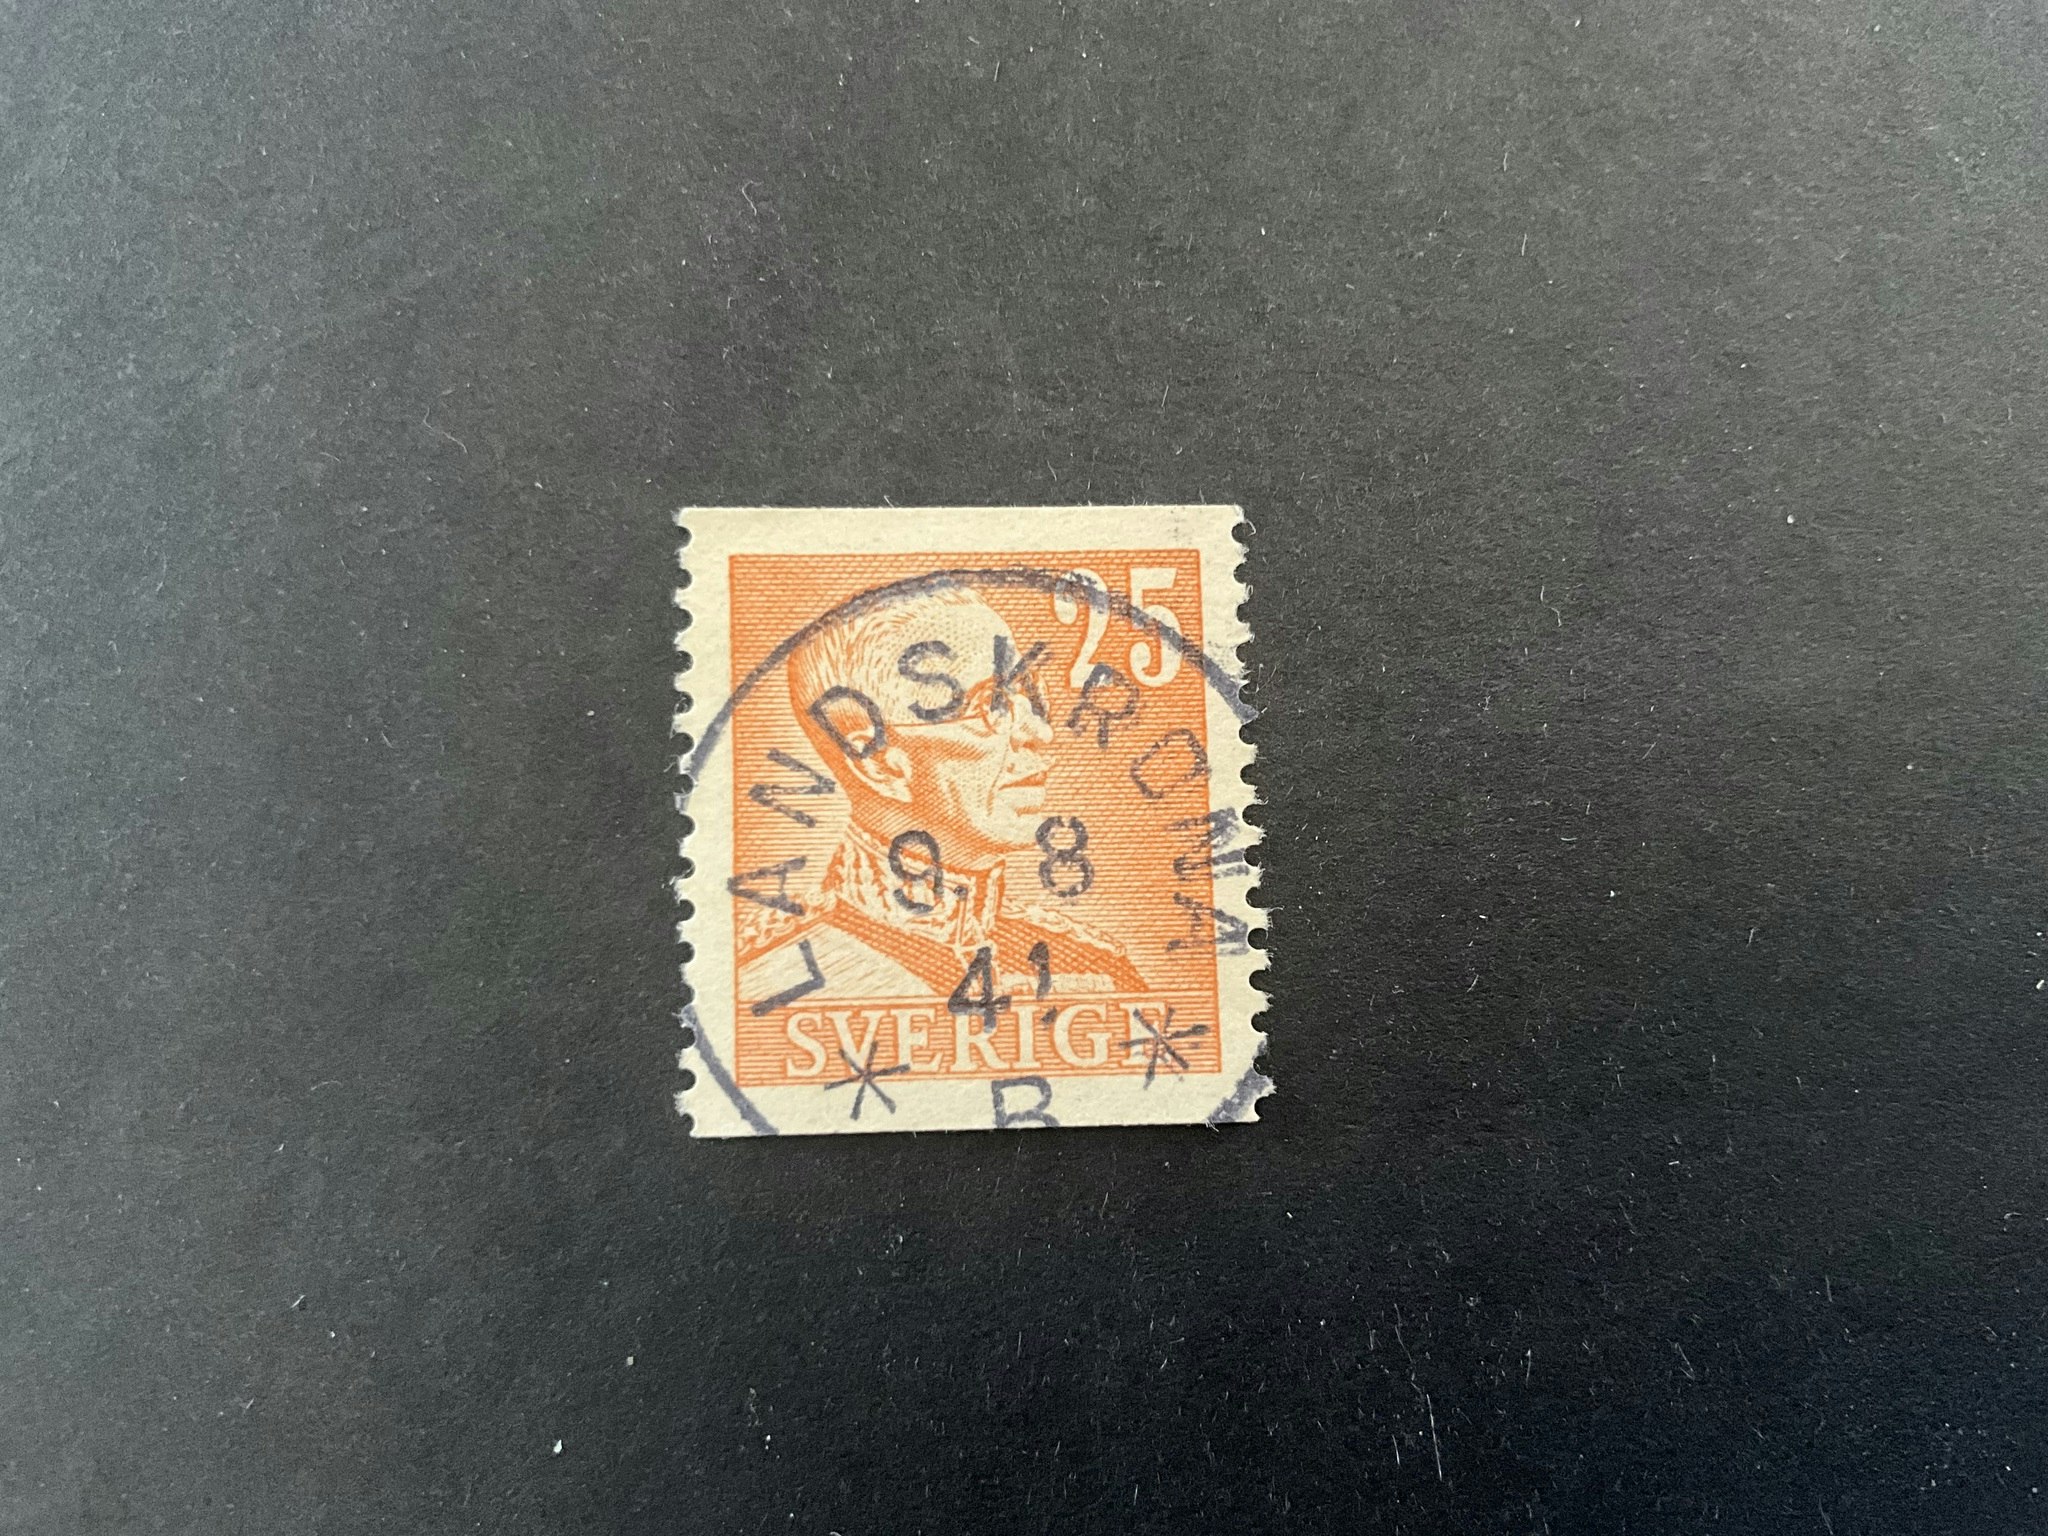 25
LANDSKRONA
9. 8
41
SVERIGE
* B *